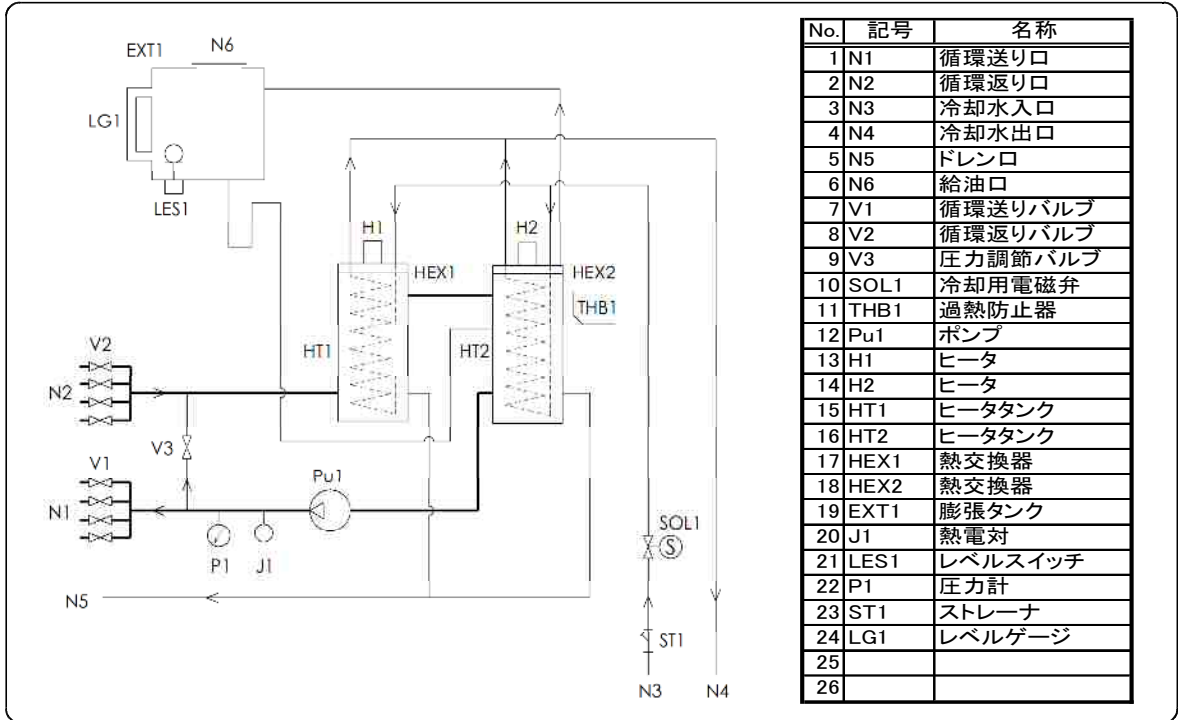 EXT1
N6
LG1
LES1
H1
H2
HEX1
HEX2
THB1
HT1
HT2
V2
N2
V3
V1
N1
Pu1
P1
J1
SOL1
S
N5
ST1
N3
N4
No. 記号 名称
1 N1 循環送り口
2 N2 循環返り口
3 N3 冷却水入口
4 N4 冷却水出口
5 N5 ドレン口
6 N6 給油口
7 V1 循環送りバルブ
8 V2 循環返りバルブ
9 V3 圧力調節バルブ
10 SOL1 冷却用電磁弁
11 THB1 過熱防止器
12 Pu1 ポンプ
13 H1 ヒータ
14 H2 ヒータ
15 HT1 ヒータタンク
16 HT2 ヒータタンク
17 HEX1 熱交換器
18 HEX2 熱交換器
19 EXT1 膨張タンク
20 J1 熱電対
21 LES1 レベルスイッチ
22 P1 圧力計
23 ST1 ストレーナ
24 LG1 レベルゲージ
25
26